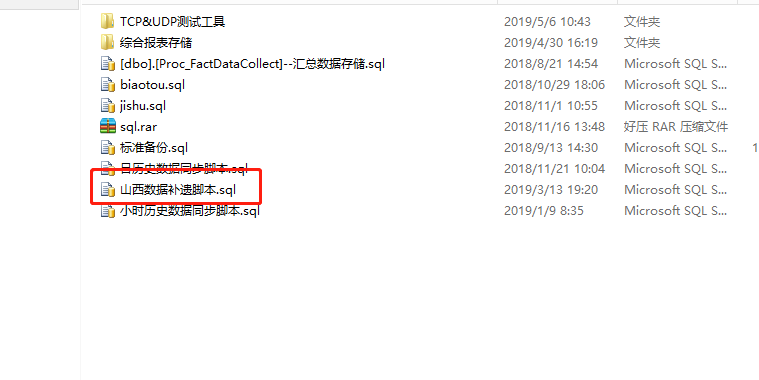 TCP&UDP测试工具 2019/5/6 10:43 文件夹
综合报表存储 2019/4/30 16:19 文件夹
[dbo].[Proc_FactDataCollect]--汇总数据存储.sql 2018/8/21 14:54 Microsoft SQL S...
biaotou.sql 2018/10/29 18:06 Microsoft SQL S...
jishu.sql 2018/11/1 10:55 Microsoft SQL S...
sql.rar 2018/11/16 13:48 好压 RAR 压缩文件
标准备份.sql 2018/9/13 14:30 Microsoft SQL S... 1
日历史数据同步脚本.sql 2018/11/21 10:04 Microsoft SQL S...
山西数据补遗脚本.sql 2019/3/13 19:20 Microsoft SQL S...
小时历史数据同步脚本.sql 2019/1/9 8:35 Microsoft SQL S...